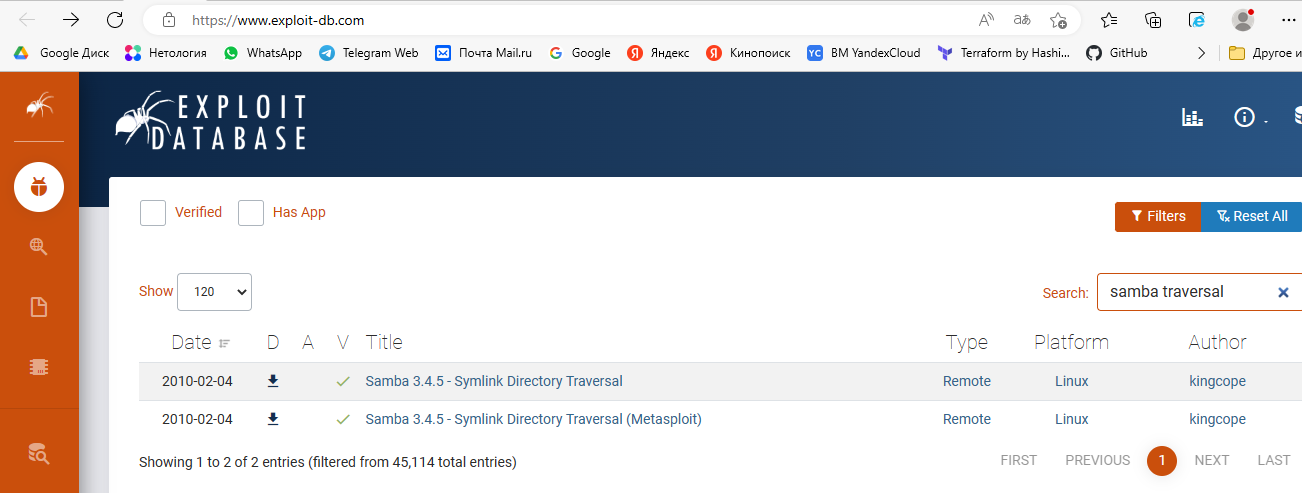 https://www.exploit-db.com
Google Диск Нетология WhatsApp Telegram Web Почта Mail.ru Google Яндекс Кинопоиск YC ВМ YandexCloud Terraform by Hashi... GitHub Другое и
EXPLOIT
DATABASE
Verified Has App
Filters Reset All
Show 120 Search: samba traversal
Date D A V Title Type Platform Author
2010-02-04 Samba 3.4.5 - Symlink Directory Traversal Remote Linux kingcope
2010-02-04 Samba 3.4.5 - Symlink Directory Traversal (Metasploit) Remote Linux kingcope
Showing 1 to 2 of 2 entries (filtered from 45,114 total entries) FIRST PREVIOUS 1 NEXT LAST